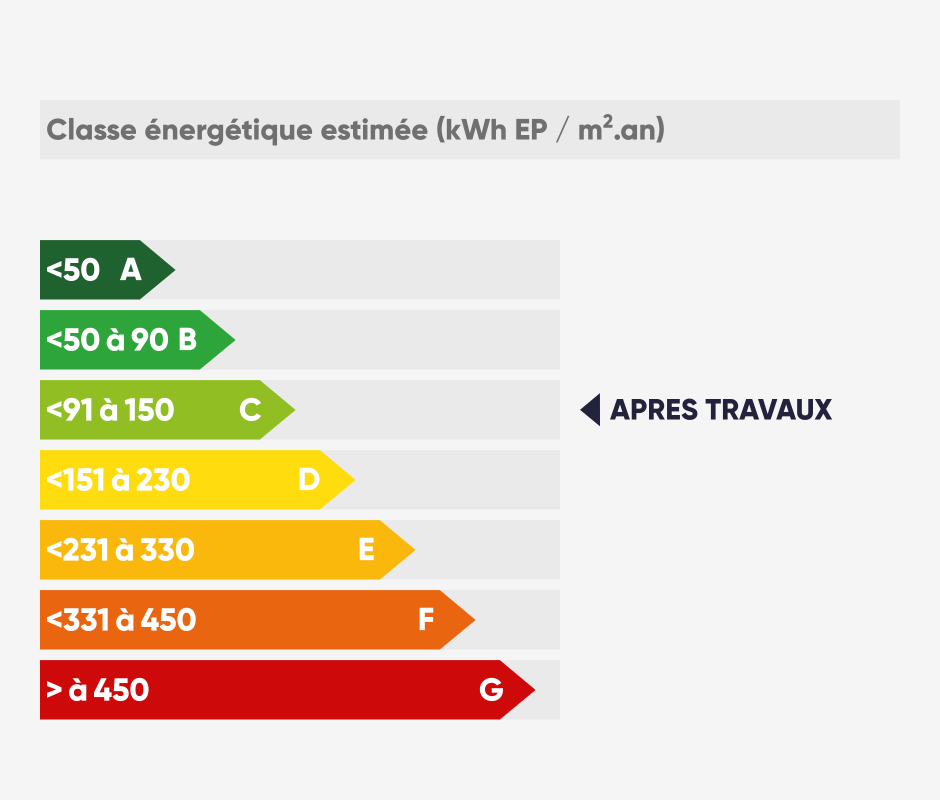 Classe énergétique estimée (kWh EP / m².an)
<50 A
<50 à 90 B
<91 à 150 C
APRES TRAVAUX
<151 à 230 D
<231 à 330 E
<331 à 450 F
> à 450 G